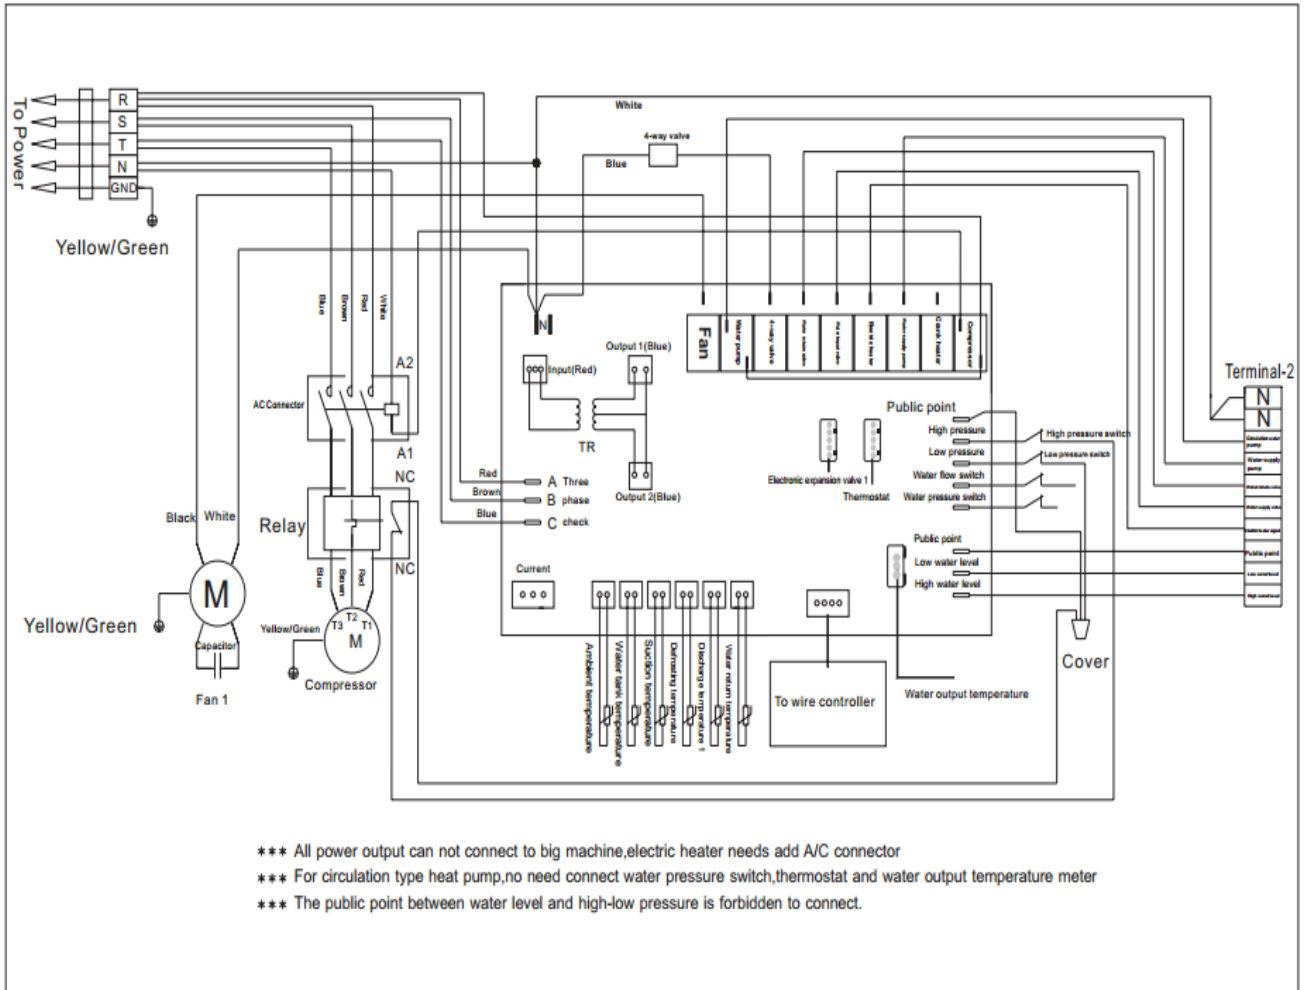 To Power
R
S
T
N
GND
Yellow/Green
White
4-way valve
Blue
Blue
Brown
Red
White
A2
AC Connector
A1
NC
Relay
NC
Blue
Brown
Red
Black
White
M
Yellow/Green
Capacitor
Fan 1
Yellow/Green
T3
T2
T1
M
Compressor
N
Input(Red)
Output 1(Blue)
TR
Output 2(Blue)
Red
A Three
Brown
B phase
Blue
C check
Current
Fan
Water pump
4-way valve
Crank heater
Compressor
Public point
High pressure
High pressure switch
Low pressure
Low pressure switch
Water flow switch
Water pressure switch
Electronic expansion valve 1
Thermostat
Public point
Low water level
High water level
Ambient temperature
Water tank temperature
Suction temperature
Defrosting temperature
Discharge temperature 1
Water return temperature
To wire controller
Water output temperature
Cover
Terminal-2
N
N
Water supply
pump
Public point
*** All power output can not connect to big machine,electric heater needs add A/C connector
*** For circulation type heat pump,no need connect water pressure switch,thermostat and water output temperature meter
*** The public point between water level and high-low pressure is forbidden to connect.